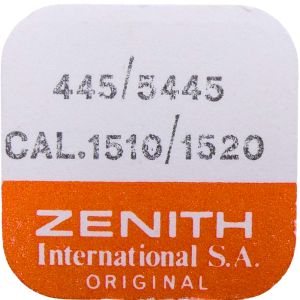 445/5445
CAL.1510/1520
ZENITH
International S.A.
ORIGINAL